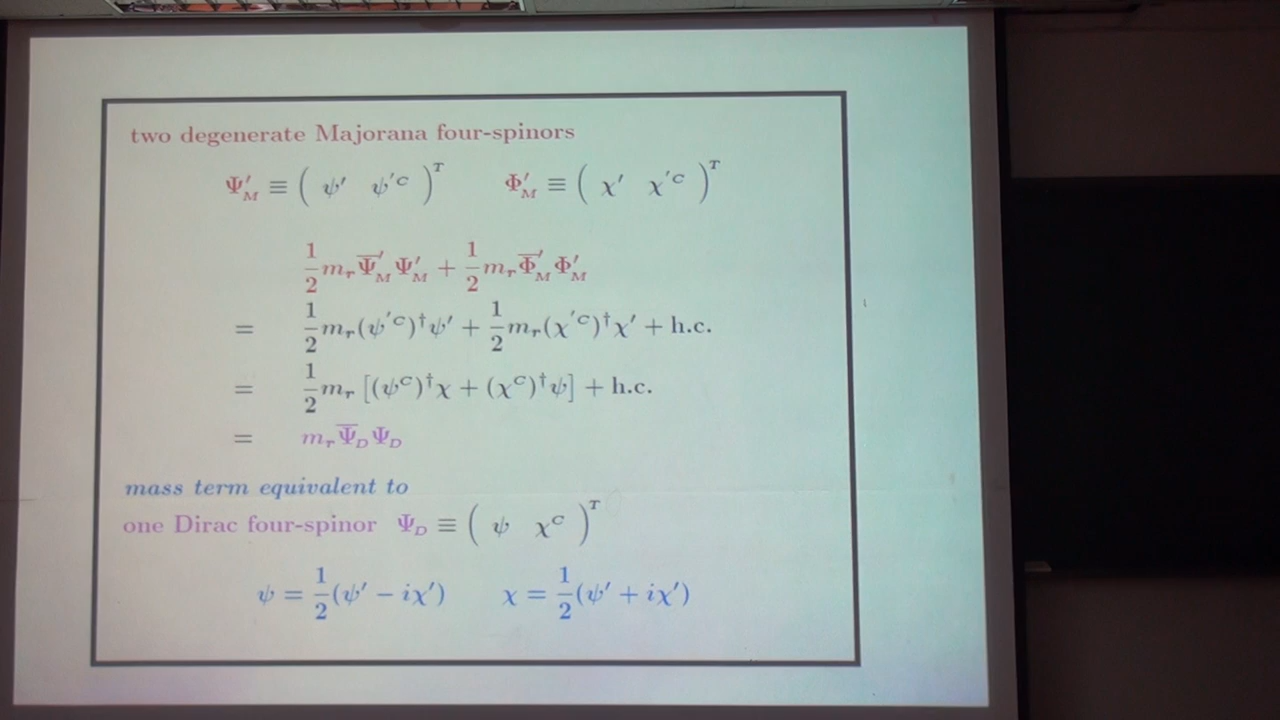 two degenerate Majorana four-spinors
Ψ′_M ≡ ( ψ′ ψ′^C )^T Φ′_M ≡ ( χ′ χ′^C )^T
1/2 m_r Ψ̅′_M Ψ′_M + 1/2 m_r Φ̅′_M Φ′_M
= 1/2 m_r (ψ′^C)^† ψ′ + 1/2 m_r (χ′^C)^† χ′ + h.c.
= 1/2 m_r [(ψ^C)^† χ + (χ^C)^† ψ] + h.c.
= m_r Ψ̅_D Ψ_D
mass term equivalent to
one Dirac four-spinor Ψ_D ≡ ( ψ χ^C )^T
ψ = 1/2 (ψ′ − iχ′) χ = 1/2 (ψ′ + iχ′)